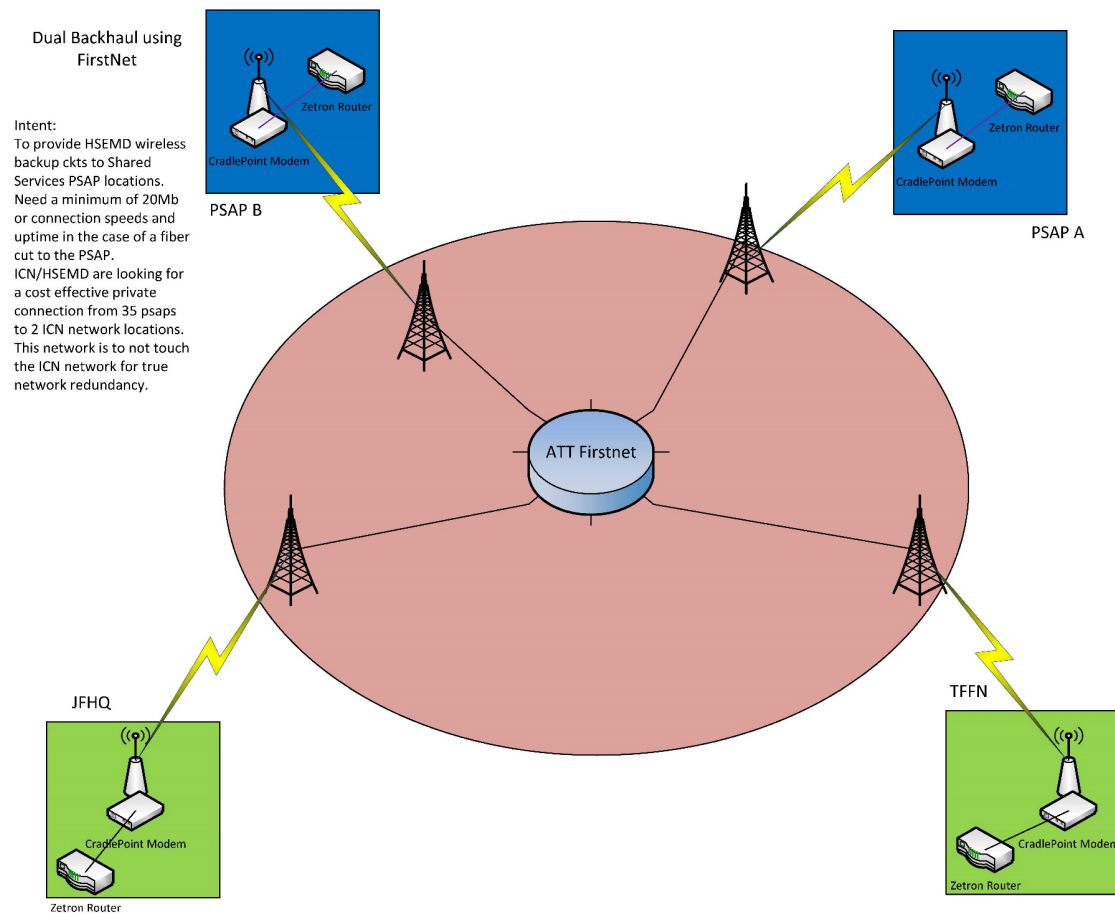 Dual Backhaul using
FirstNet
Intent:
To provide HSEMD wireless
backup ckts to Shared
Services PSAP locations.
Need a minimum of 20Mb
or connection speeds and
uptime in the case of a fiber
cut to the PSAP.
ICN/HSEMD are looking for
a cost effective private
connection from 35 psaps
to 2 ICN network locations.
This network is to not touch
the ICN network for true
network redundancy.
Zetron Router
CradlePoint Modem
PSAP B
Zetron Router
CradlePoint Modem
PSAP A
ATT Firstnet
JFHQ
CradlePoint Modem
Zetron Router
TFFN
CradlePoint Modem
Zetron Router